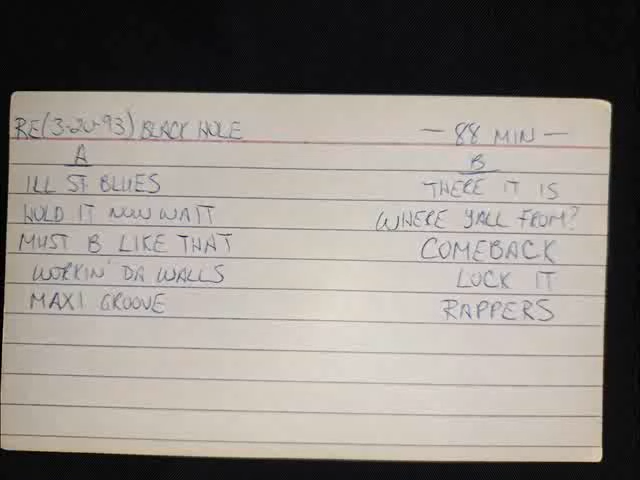 RE(3-20-93) BLACK HOLE — 88 MIN —
A B
ILL ST BLUES THERE IT IS
HOLD IT NOW WAIT WHERE YALL FROM?
MUST B LIKE THAT COMEBACK
WORKIN' DA WALLS LOCK IT
MAXI GROOVE RAPPERS